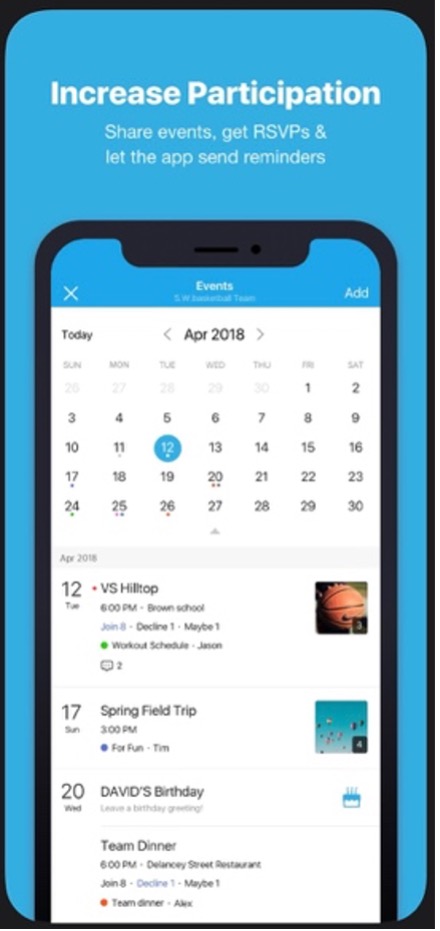 Increase Participation
Share events, get RSVPs &
let the app send reminders
Events
S.W.basketball Team
Add
Today
Apr 2018
SUN MON TUE WED THU FRI SAT
26 27 28 29 30 1 2
3 4 5 6 7 8 9
10 11 12 13 14 15 16
17 18 19 20 21 22 23
24 25 26 27 28 29 30
Apr 2018
12 VS Hilltop
Tue 6:00 PM · Brown school
Join 8 · Decline 1 · Maybe 1
Workout Schedule · Jason
2
3
17 Spring Field Trip
Sun 3:00 PM
For Fun · Tim
4
20 DAVID'S Birthday
Wed Leave a birthday greeting!
Team Dinner
6:00 PM · Delancey Street Restaurant
Join 8 · Decline 1 · Maybe 1
Team dinner · Alex